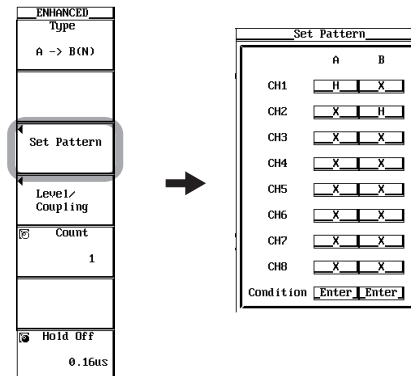 ENHANCED
Type
A -> B(N)
Set Pattern
Level/
Coupling
Count
1
Hold Off
0.16us
Set Pattern
A B
CH1 H X
CH2 X H
CH3 X X
CH4 X X
CH5 X X
CH6 X X
CH7 X X
CH8 X X
Condition Enter Enter